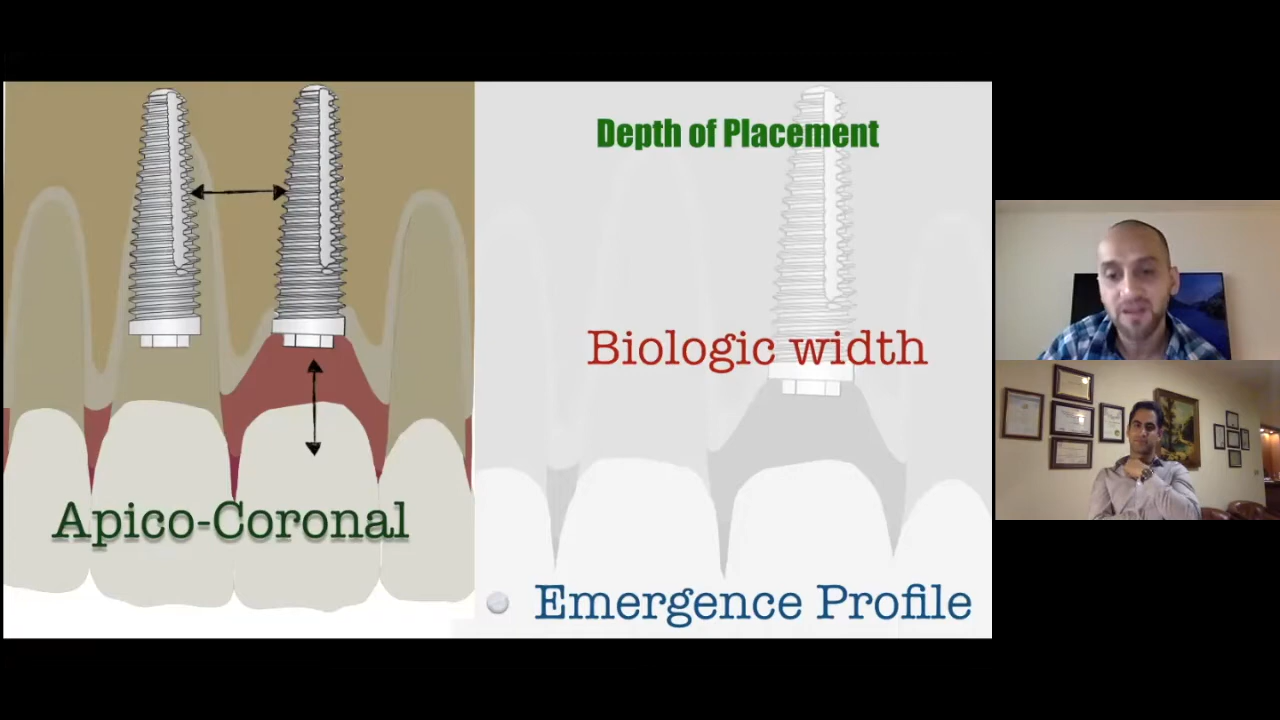 Depth of Placement
Biologic width
Apico-Coronal
Emergence Profile